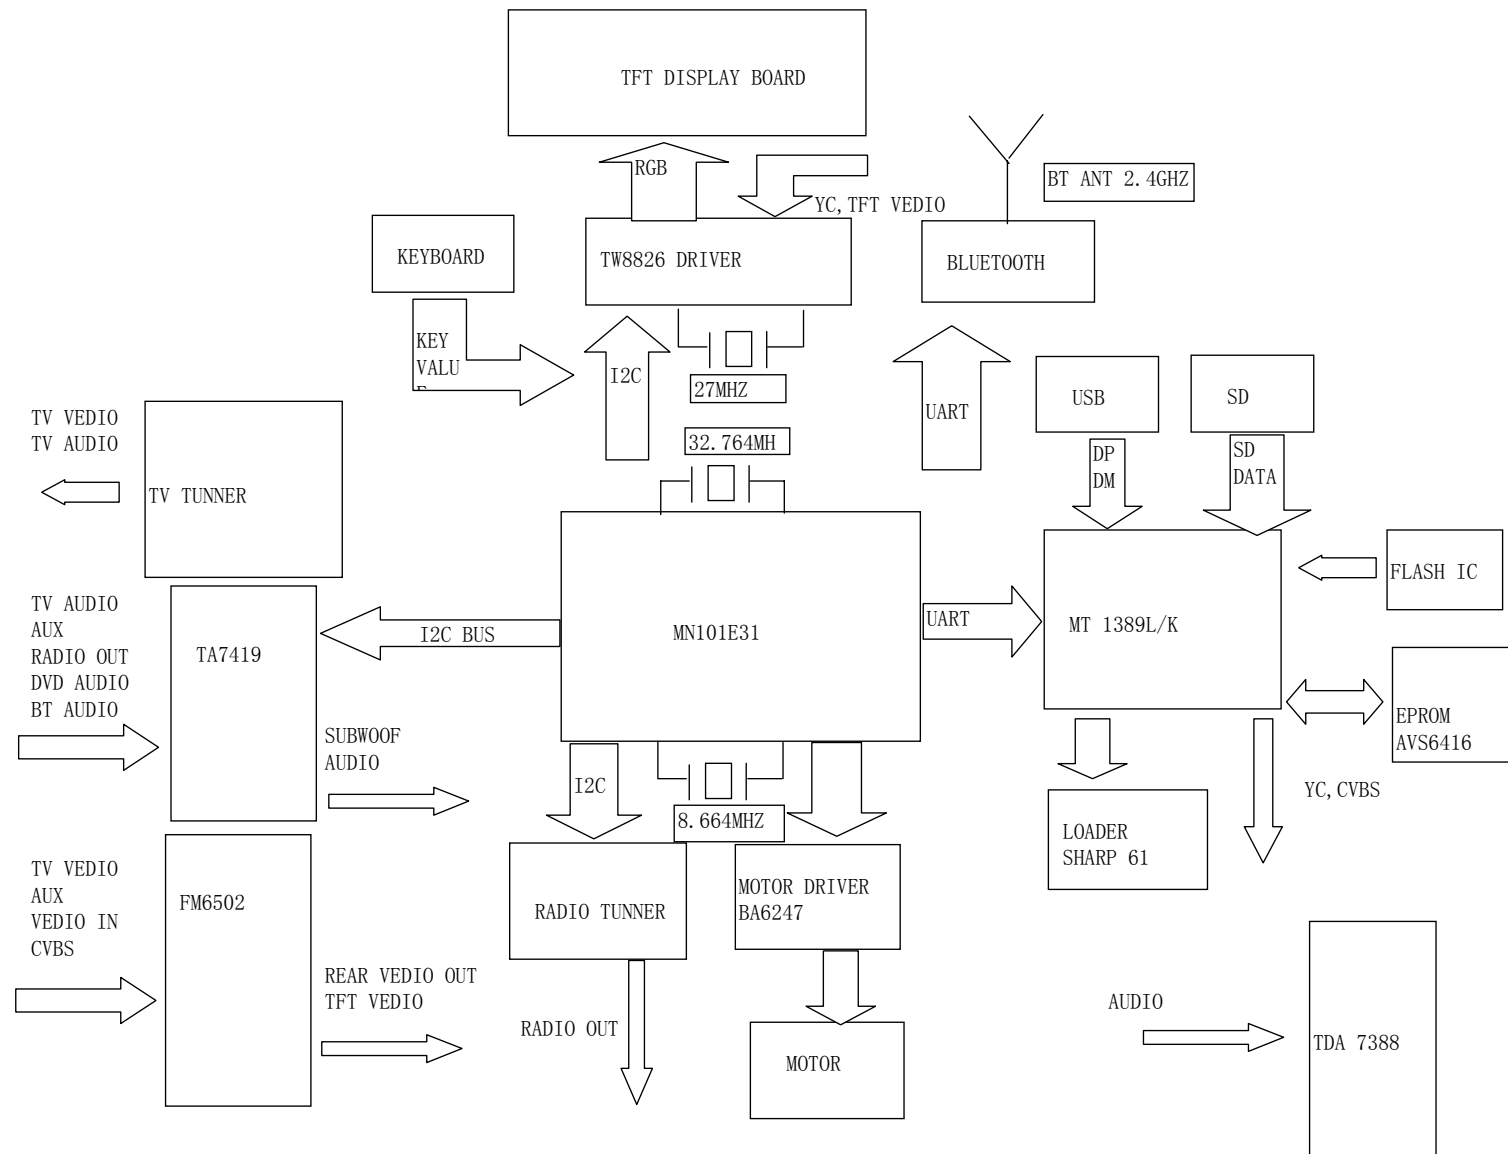 TFT DISPLAY BOARD
RGB
YC,TFT VEDIO
BT ANT 2.4GHZ
KEYBOARD
TW8826 DRIVER
BLUETOOTH
KEY
VALU
I2C
27MHZ
UART
USB
SD
TV VEDIO
TV AUDIO
32.764MH
DP
DM
SD
DATA
TV TUNNER
FLASH IC
TV AUDIO
AUX
RADIO OUT
DVD AUDIO
BT AUDIO
TA7419
I2C BUS
MN101E31
UART
MT 1389L/K
EPROM
AVS6416
SUBWOOF
AUDIO
I2C
8.664MHZ
YC,CVBS
LOADER
SHARP 61
TV VEDIO
AUX
VEDIO IN
CVBS
FM6502
RADIO TUNNER
MOTOR DRIVER
BA6247
REAR VEDIO OUT
TFT VEDIO
RADIO OUT
MOTOR
AUDIO
TDA 7388